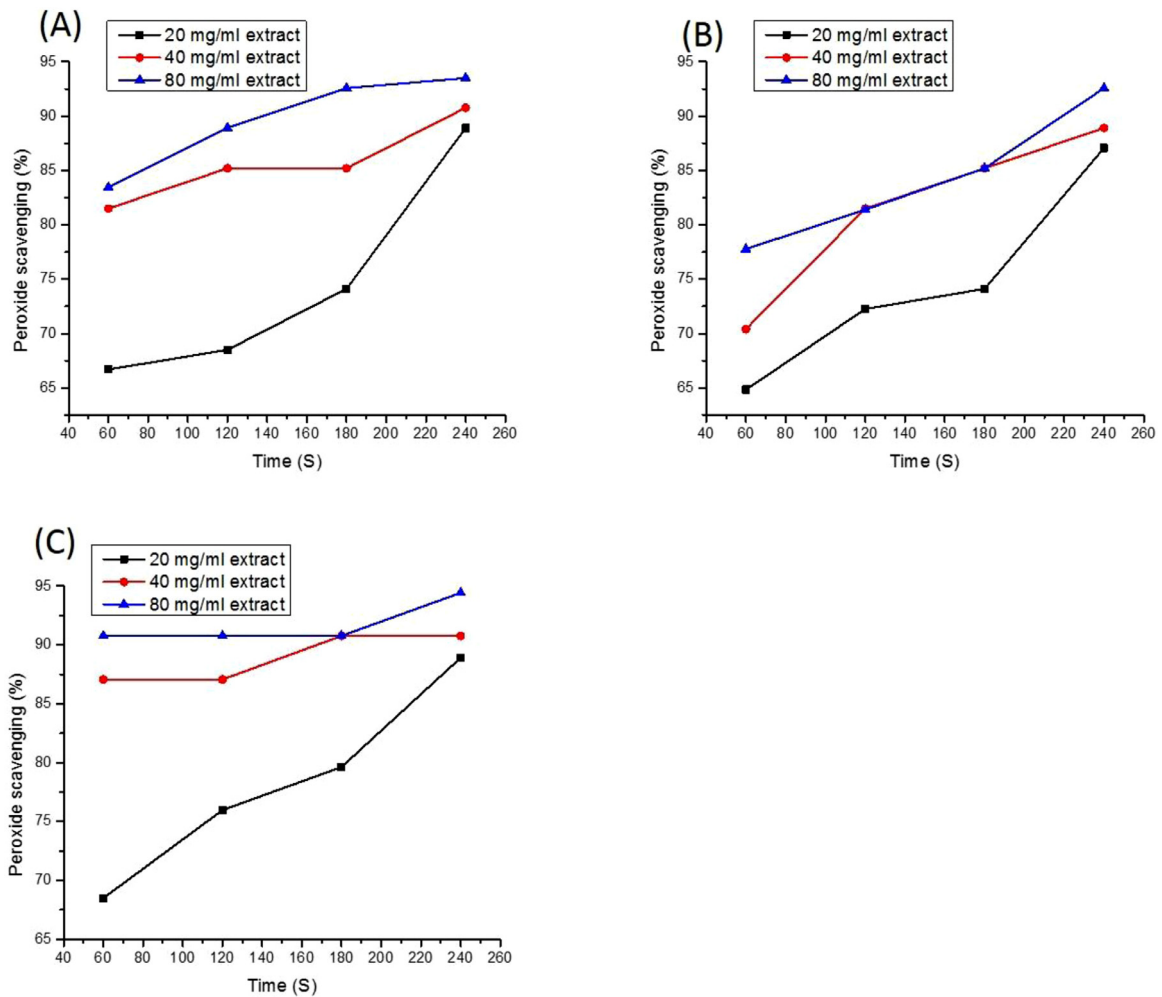 (A)
20 mg/ml extract
40 mg/ml extract
80 mg/ml extract
95
90
85
80
75
70
65
Peroxide scavenging (%)
40 60 80 100 120 140 160 180 200 220 240 260
Time (S)
(B)
20 mg/ml extract
40 mg/ml extract
80 mg/ml extract
95
90
85
80
75
70
65
Peroxide scavenging (%)
40 60 80 100 120 140 160 180 200 220 240 260
Time (S)
(C)
20 mg/ml extract
40 mg/ml extract
80 mg/ml extract
95
90
85
80
75
70
65
Peroxide scavenging (%)
40 60 80 100 120 140 160 180 200 220 240 260
Time (S)